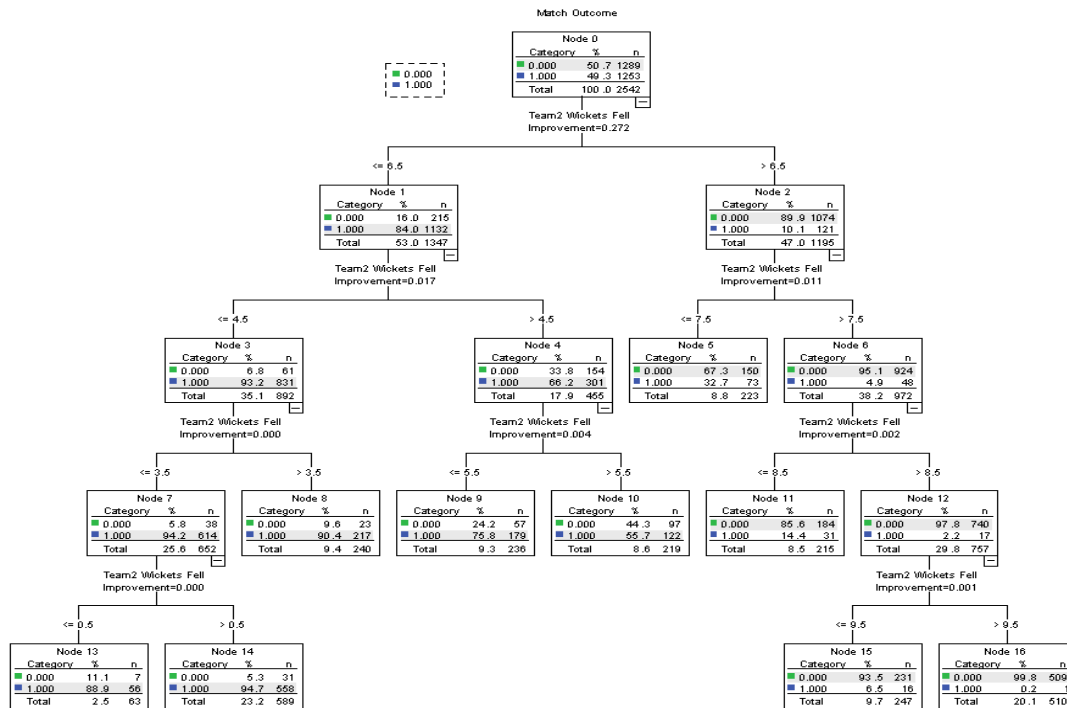 Match Outcome
0.000
1.000
Node 0
Category % n
0.000 50 .7 1289
1.000 49 .3 1253
Total 100 .0 2542
Team2 Wickets Fell
Improvement=0.272
<= 6.5
> 6.5
Node 1
Category % n
0.000 16.0 215
1.000 84.0 1132
Total 53.0 1347
Team2 Wickets Fell
Improvement=0.017
Node 2
Category % n
0.000 89 .9 1074
1.000 10 .1 121
Total 47 .0 1195
Team2 Wickets Fell
Improvement=0.011
<= 4.5
> 4.5
<= 7.5
> 7.5
Node 3
Category % n
0.000 6.8 61
1.000 93.2 831
Total 35.1 892
Team2 Wickets Fell
Improvement=0.000
Node 4
Category % n
0.000 33 .8 154
1.000 66 .2 301
Total 17 .9 455
Team2 Wickets Fell
Improvement=0.004
Node 5
Category % n
0.000 67.3 150
1.000 32.7 73
Total 8.8 223
Node 6
Category % n
0.000 95 .1 924
1.000 4.9 48
Total 38 .2 972
Team2 Wickets Fell
Improvement=0.002
<= 3.5
> 3.5
<= 5.5
> 5.5
<= 8.5
> 8.5
Node 7
Category % n
0.000 5.8 38
1.000 94.2 614
Total 25.6 652
Team2 Wickets Fell
Improvement=0.000
Node 8
Category % n
0.000 9.6 23
1.000 90.4 217
Total 9.4 240
Node 9
Category % n
0.000 24.2 57
1.000 75.8 179
Total 9.3 236
Node 10
Category % n
0.000 44.3 97
1.000 55.7 122
Total 8.6 219
Node 11
Category % n
0.000 85.6 184
1.000 14.4 31
Total 8.5 215
Node 12
Category % n
0.000 97.8 740
1.000 2.2 17
Total 29.8 757
Team2 Wickets Fell
Improvement=0.001
<= 0.5
> 0.5
<= 9.5
> 9.5
Node 13
Category % n
0.000 11.1 7
1.000 88.9 56
Total 2.5 63
Node 14
Category % n
0.000 5.3 31
1.000 94.7 558
Total 23.2 589
Node 15
Category % n
0.000 93.5 231
1.000 6.5 16
Total 9.7 247
Node 16
Category % n
0.000 99.8 509
1.000 0.2 1
Total 20.1 510